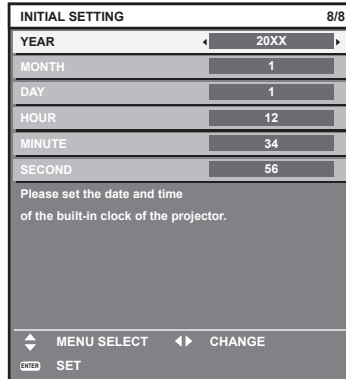 INITIAL SETTING 8/8
YEAR 20XX
MONTH 1
DAY 1
HOUR 12
MINUTE 34
SECOND 56
Please set the date and time
of the built-in clock of the projector.
MENU SELECT CHANGE
ENTER SET